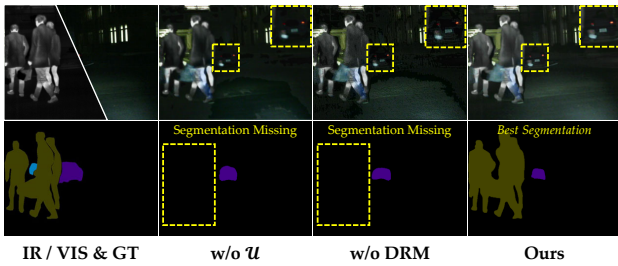 Segmentation Missing
Segmentation Missing
Best Segmentation
IR / VIS & GT
w/o 𝒰
w/o DRM
Ours